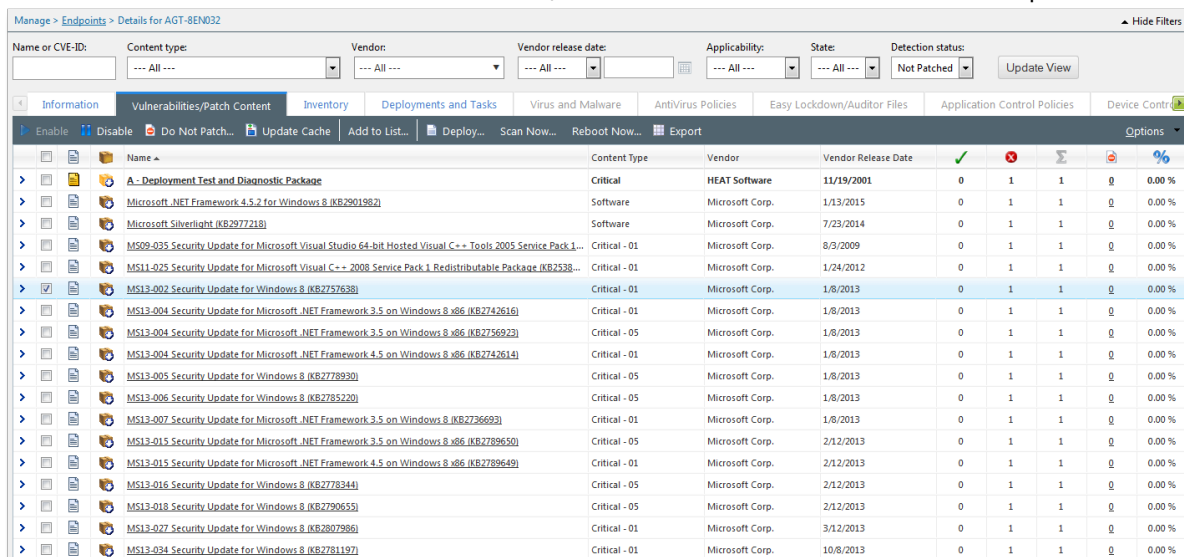 Manage > Endpoints > Details for AGT-8EN032 Hide Filters
Name or CVE-ID: Content type: Vendor: Vendor release date: Applicability: State: Detection status:
--- All --- --- All --- --- All --- --- All --- --- All --- Not Patched Update View
Information Vulnerabilities/Patch Content Inventory Deployments and Tasks Virus and Malware AntiVirus Policies Easy Lockdown/Auditor Files Application Control Policies Device Contro
Enable Disable Do Not Patch... Update Cache Add to List... Deploy... Scan Now... Reboot Now... Export Options
Name Content Type Vendor Vendor Release Date Σ %
A - Deployment Test and Diagnostic Package Critical HEAT Software 11/19/2001 0 1 1 0 0.00 %
Microsoft .NET Framework 4.5.2 for Windows 8 (KB2901982) Software Microsoft Corp. 1/13/2015 0 1 1 0 0.00 %
Microsoft Silverlight (KB2977218) Software Microsoft Corp. 7/23/2014 0 1 1 0 0.00 %
MS09-035 Security Update for Microsoft Visual Studio 64-bit Hosted Visual C++ Tools 2005 Service Pack 1... Critical - 01 Microsoft Corp. 8/3/2009 0 1 1 0 0.00 %
MS11-025 Security Update for Microsoft Visual C++ 2008 Service Pack 1 Redistributable Package (KB2538... Critical - 01 Microsoft Corp. 1/24/2012 0 1 1 0 0.00 %
MS13-002 Security Update for Windows 8 (KB2757638) Critical - 01 Microsoft Corp. 1/8/2013 0 1 1 0 0.00 %
MS13-004 Security Update for Microsoft .NET Framework 3.5 on Windows 8 x86 (KB2742616) Critical - 01 Microsoft Corp. 1/8/2013 0 1 1 0 0.00 %
MS13-004 Security Update for Microsoft .NET Framework 3.5 on Windows 8 x86 (KB2756923) Critical - 05 Microsoft Corp. 1/8/2013 0 1 1 0 0.00 %
MS13-004 Security Update for Microsoft .NET Framework 4.5 on Windows 8 x86 (KB2742614) Critical - 01 Microsoft Corp. 1/8/2013 0 1 1 0 0.00 %
MS13-005 Security Update for Windows 8 (KB2778930) Critical - 05 Microsoft Corp. 1/8/2013 0 1 1 0 0.00 %
MS13-006 Security Update for Windows 8 (KB2785220) Critical - 05 Microsoft Corp. 1/8/2013 0 1 1 0 0.00 %
MS13-007 Security Update for Microsoft .NET Framework 3.5 on Windows 8 (KB2736693) Critical - 01 Microsoft Corp. 1/8/2013 0 1 1 0 0.00 %
MS13-015 Security Update for Microsoft .NET Framework 3.5 on Windows 8 x86 (KB2789650) Critical - 05 Microsoft Corp. 2/12/2013 0 1 1 0 0.00 %
MS13-015 Security Update for Microsoft .NET Framework 4.5 on Windows 8 x86 (KB2789649) Critical - 01 Microsoft Corp. 2/12/2013 0 1 1 0 0.00 %
MS13-016 Security Update for Windows 8 (KB2778344) Critical - 05 Microsoft Corp. 2/12/2013 0 1 1 0 0.00 %
MS13-018 Security Update for Windows 8 (KB2790655) Critical - 05 Microsoft Corp. 2/12/2013 0 1 1 0 0.00 %
MS13-027 Security Update for Windows 8 (KB2807986) Critical - 01 Microsoft Corp. 3/12/2013 0 1 1 0 0.00 %
MS13-034 Security Update for Windows 8 (KB2781197) Critical - 01 Microsoft Corp. 10/8/2013 0 1 1 0 0.00 %